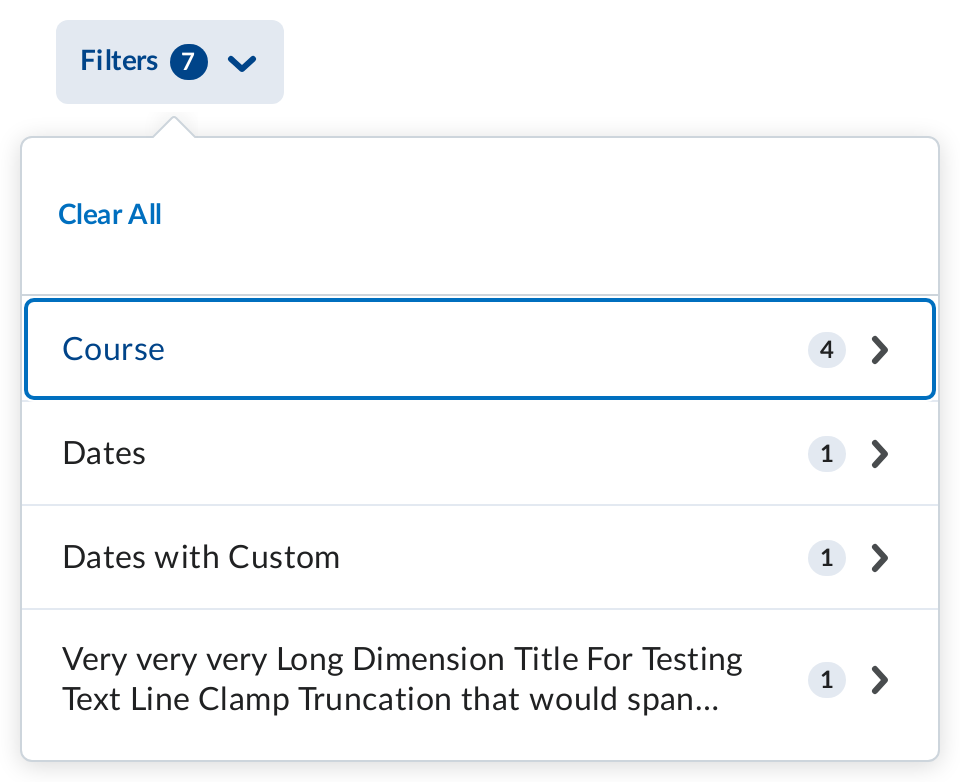 Filters 7
Clear All
Course 4
Dates 1
Dates with Custom 1
Very very very Long Dimension Title For Testing
Text Line Clamp Truncation that would span... 1